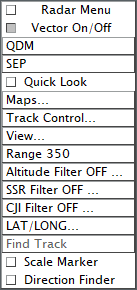 Radar Menu
Vector On/Off
QDM
SEP
Quick Look
Maps...
Track Control...
View...
Range 350
Altitude Filter OFF ...
SSR Filter OFF ...
CJI Filter OFF ...
LAT/LONG...
Find Track
Scale Marker
Direction Finder